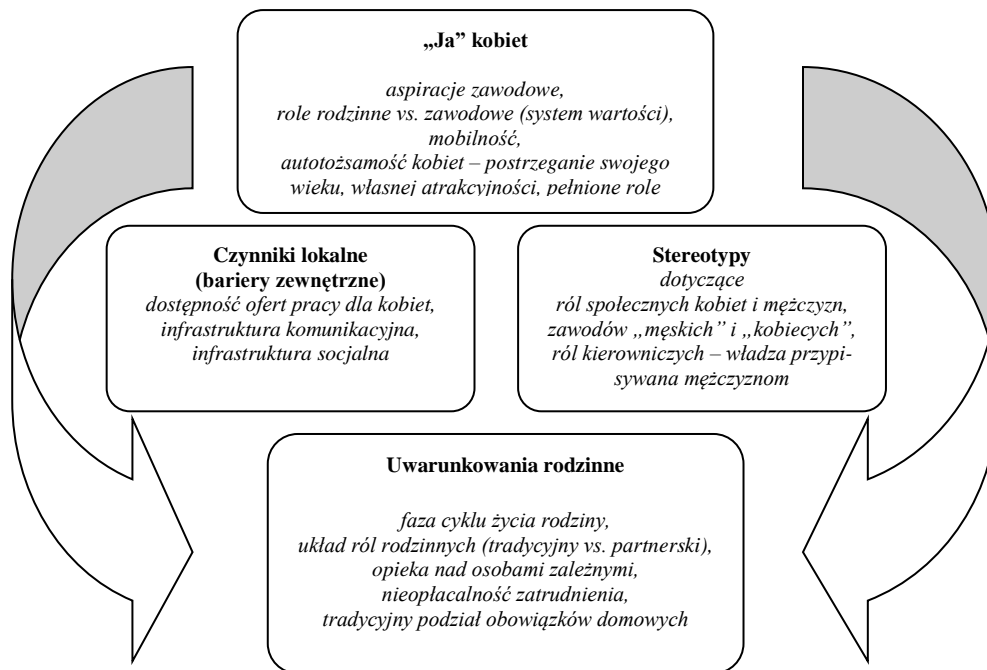 „Ja” kobiet
aspiracje zawodowe,
role rodzinne vs. zawodowe (system wartości),
mobilność,
autotożsamość kobiet – postrzeganie swojego
wieku, własnej atrakcyjności, pełnione role
Czynniki lokalne
(bariery zewnętrzne)
dostępność ofert pracy dla kobiet,
infrastruktura komunikacyjna,
infrastruktura socjalna
Stereotypy
dotyczące
ról społecznych kobiet i mężczyzn,
zawodów „męskich” i „kobiecych”,
ról kierowniczych – władza przypi-
sywana mężczyznom
Uwarunkowania rodzinne
faza cyklu życia rodziny,
układ ról rodzinnych (tradycyjny vs. partnerski),
opieka nad osobami zależnymi,
nieopłacalność zatrudnienia,
tradycyjny podział obowiązków domowych